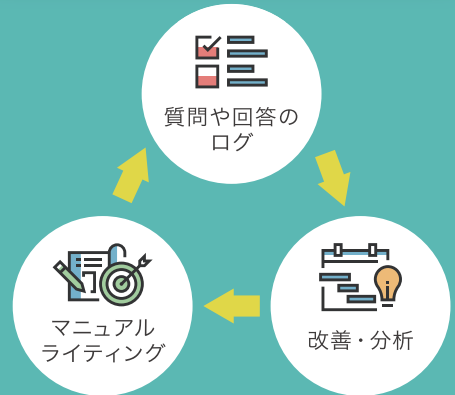 質問や回答の
ログ
改善・分析
マニュアル
ライティング